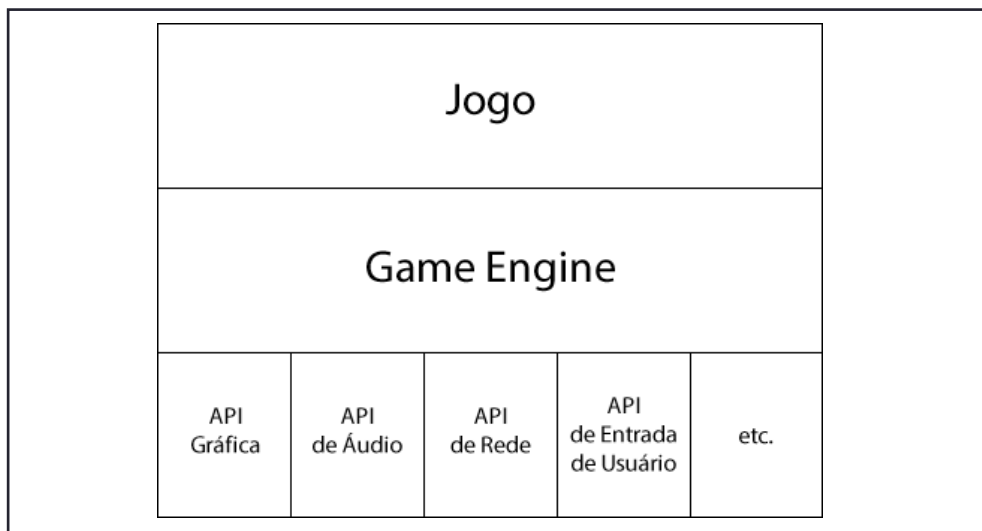 Jogo
Game Engine
API
Gráfica
API
de Áudio
API
de Rede
API
de Entrada
de Usuário
etc.